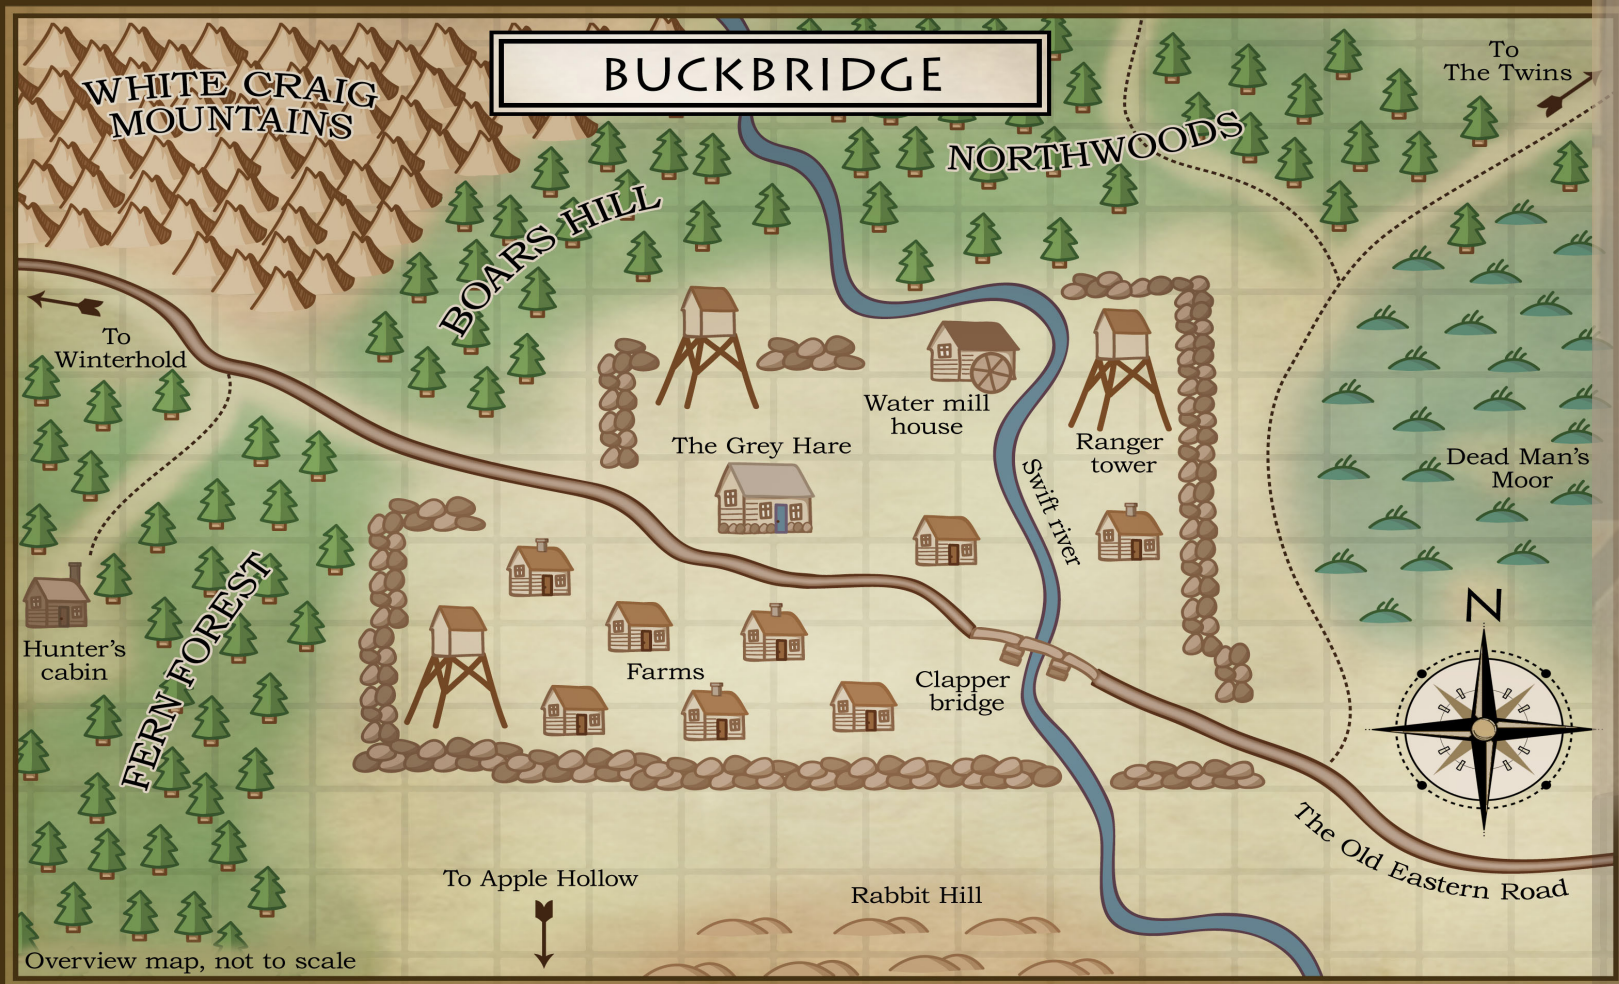 BUCKBRIDGE
To
The Twins
WHITE CRAIG
MOUNTAINS
NORTHWOODS
BOARS HILL
To
Winterhold
Water mill
house
The Grey Hare
Ranger
tower
Dead Man's
Moor
Swift river
N
Hunter's
cabin
FERN FOREST
Farms
Clapper
bridge
The Old Eastern Road
To Apple Hollow
Rabbit Hill
Overview map, not to scale